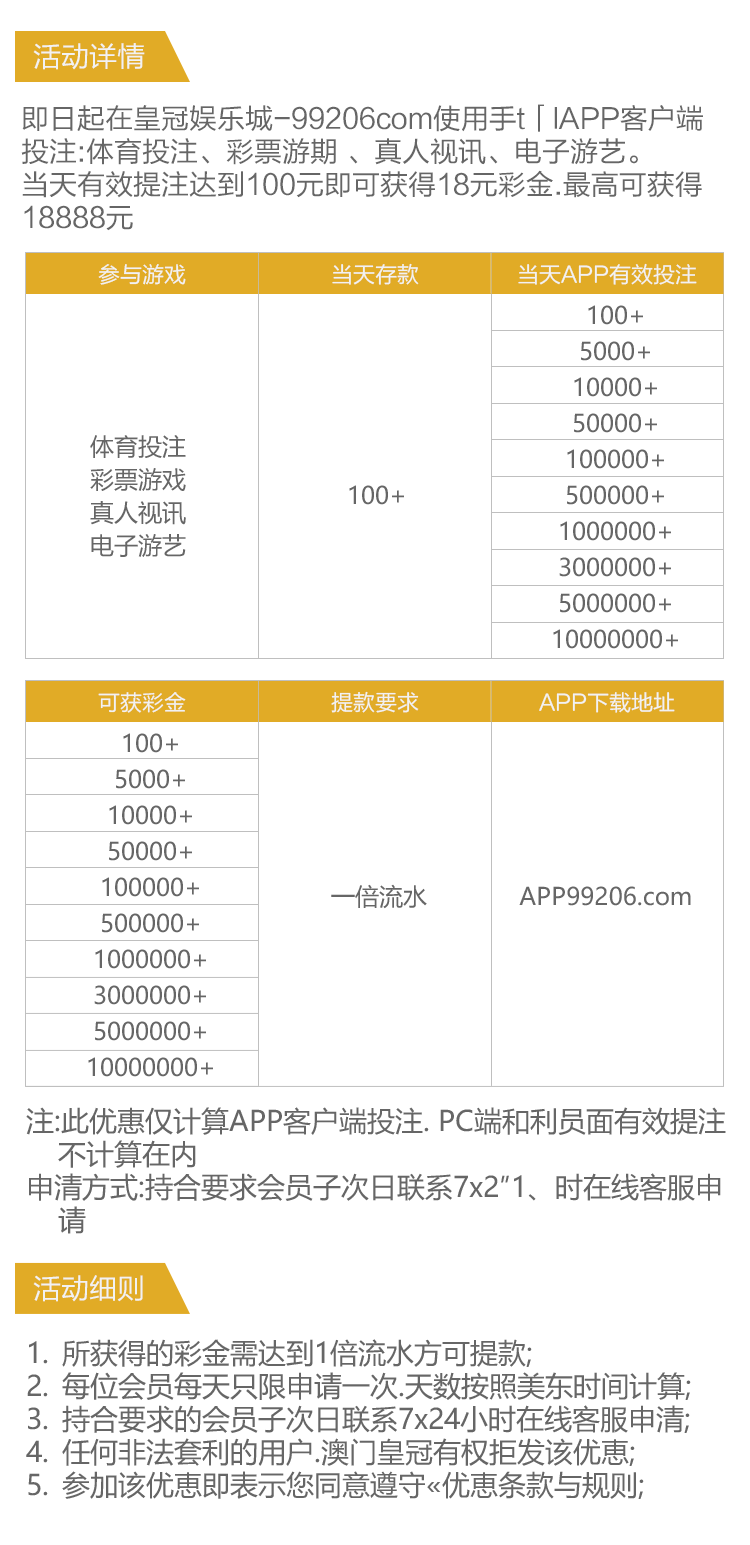 活动详情
即日起在皇冠娱乐城-99206com使用手t「lAPP客户端
投注:体育投注、彩票游期 、真人视讯、电子游艺。
当天有效提注达到100元即可获得18元彩金.最高可获得
18888元
参与游戏 当天存款 当天APP有效投注
体育投注
彩票游戏
真人视讯
电子游艺
100+
100+
5000+
10000+
50000+
100000+
500000+
1000000+
3000000+
5000000+
10000000+
可获彩金 提款要求 APP下载地址
100+
5000+
10000+
50000+
100000+
500000+
1000000+
3000000+
5000000+
10000000+
一倍流水
APP99206.com
注:此优惠仅计算APP客户端投注. PC端和利员面有效提注
不计算在内
申清方式:持合要求会员子次日联系7x2”1、时在线客服申
请
活动细则
1. 所获得的彩金需达到1倍流水方可提款;
2. 每位会员每天只限申请一次.天数按照美东时间计算;
3. 持合要求的会员子次日联系7x24小时在线客服申清;
4. 任何非法套利的用户.澳门皇冠有权拒发该优惠;
5. 参加该优惠即表示您同意遵守«优惠条款与规则;